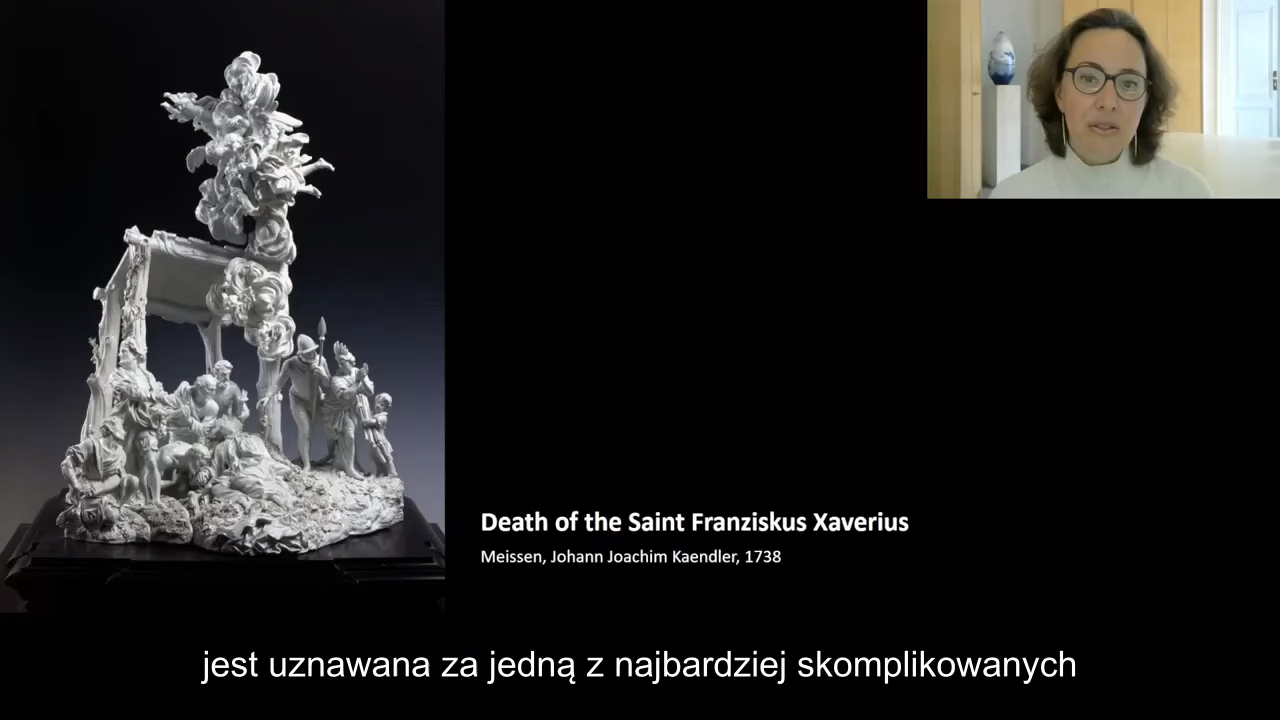 Death of the Saint Franziskus Xaverius
Meissen, Johann Joachim Kaendler, 1738
jest uznawana za jedną z najbardziej skomplikowanych